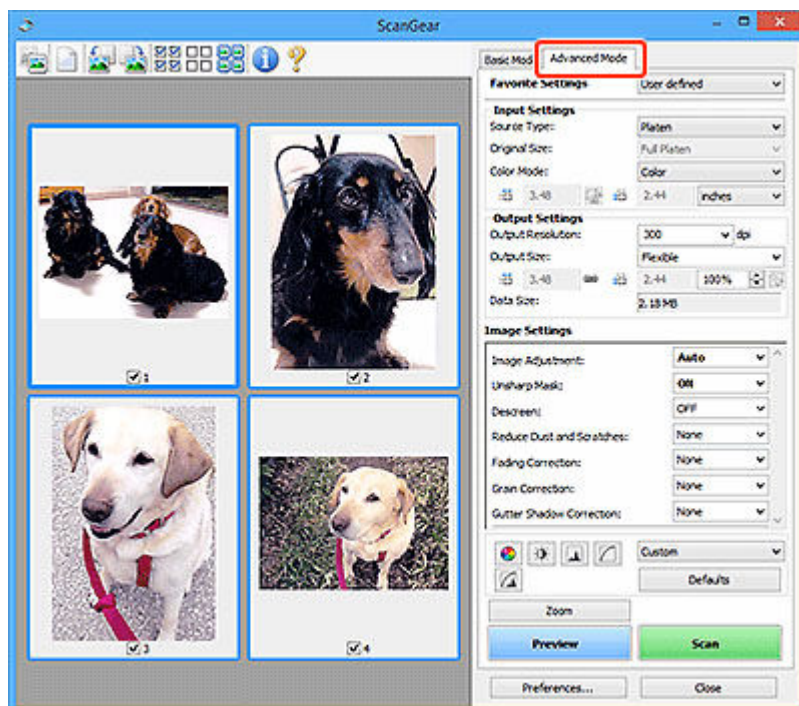 ScanGear
Basic Mod
Advanced Mode
Favorite Settings User defined
Input Settings
Source Type: Platen
Original Size: Full Platen
Color Mode: Color
3.48 2.44 inches
Output Settings
Output Resolution: 300 dpi
Output Size: Flexible
3.48 2.44 100%
Data Size: 2.18 MB
Image Settings
Image Adjustment: Auto
Unsharp Mask: ON
Descreen: OFF
Reduce Dust and Scratches: None
Fading Correction: None
Grain Correction: None
Gutter Shadow Correction: None
Custom
Defaults
Zoom
Preview
Scan
Preferences...
Close
1
2
3
4